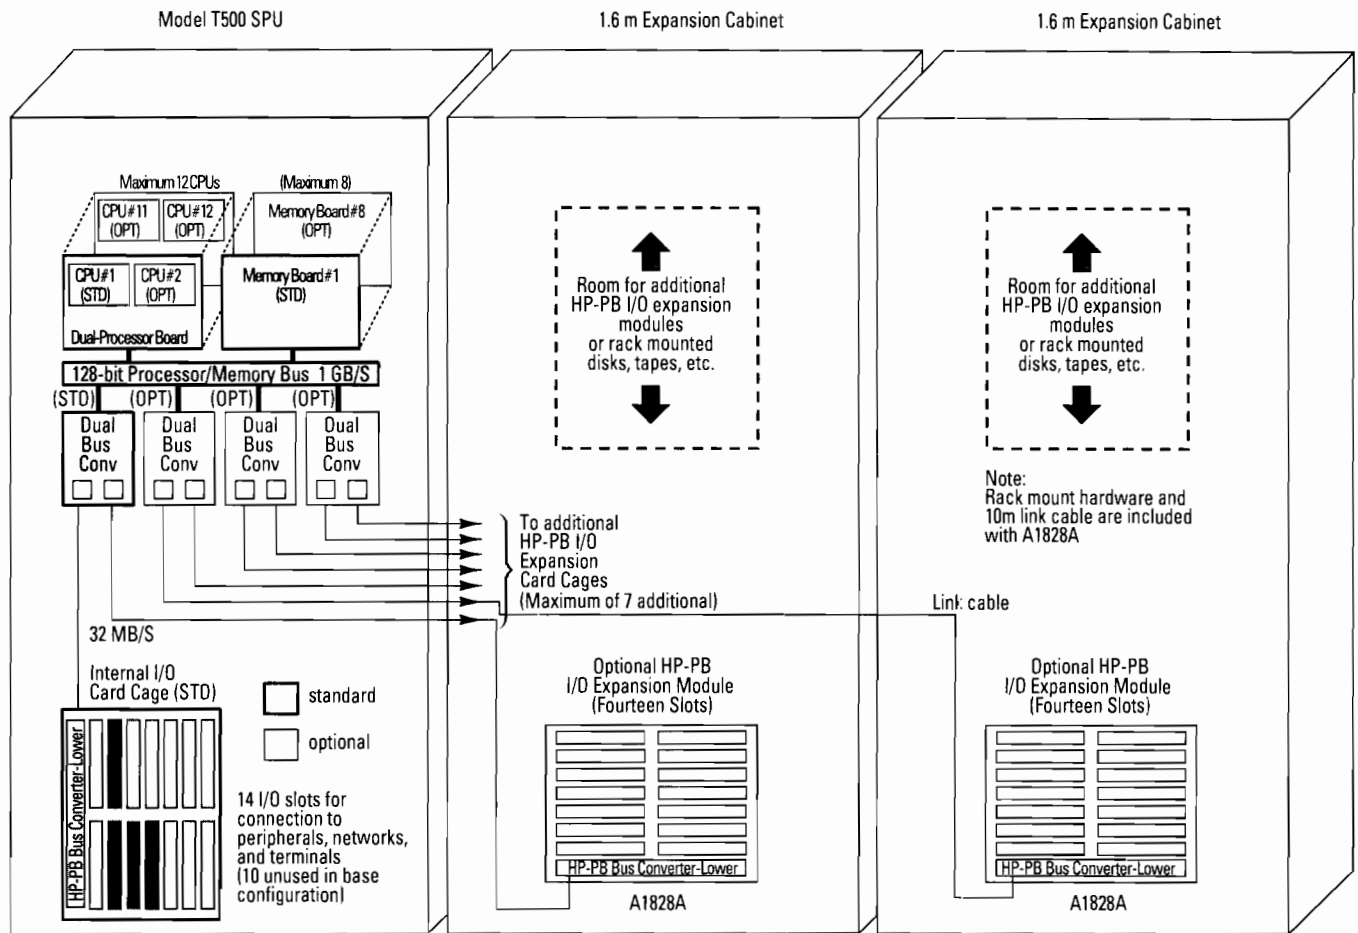 Model T500 SPU
1.6 m Expansion Cabinet
1.6 m Expansion Cabinet
Maximum 12 CPUs
(Maximum 8)
CPU#11
(OPT)
CPU#12
(OPT)
Memory Board#8
(OPT)
CPU#1
(STD)
CPU#2
(OPT)
Dual-Processor Board
Memory Board#1
(STD)
128-bit Processor/Memory Bus 1 GB/S
(STD)
(OPT)
(OPT)
(OPT)
Dual
Bus
Conv
Dual
Bus
Conv
Dual
Bus
Conv
Dual
Bus
Conv
32 MB/S
Internal I/O
Card Cage (STD)
HP-PB Bus Converter-Lower
standard
optional
14 I/O slots for
connection to
peripherals, networks,
and terminals
(10 unused in base
configuration)
Room for additional
HP-PB I/O expansion
modules
or rack mounted
disks, tapes, etc.
To additional
HP-PB I/O
Expansion
Card Cages
(Maximum of 7 additional)
Optional HP-PB
I/O Expansion Module
(Fourteen Slots)
HP-PB Bus Converter-Lower
A1828A
Room for additional
HP-PB I/O expansion
modules
or rack mounted
disks, tapes, etc.
Note:
Rack mount hardware and
10m link cable are included
with A1828A
Link cable
Optional HP-PB
I/O Expansion Module
(Fourteen Slots)
HP-PB Bus Converter-Lower
A1828A